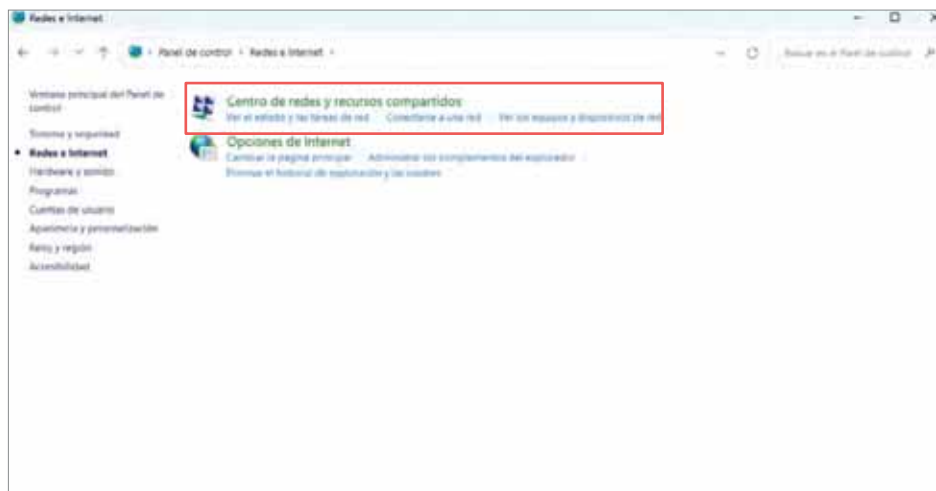 Redes e Internet
Panel de control › Redes e Internet ›
Buscar en el Panel de control
Ventana principal del Panel de
control
Sistema y seguridad
Redes e Internet
Hardware y sonido
Programas
Cuentas de usuario
Apariencia y personalización
Reloj y región
Accesibilidad
Centro de redes y recursos compartidos
Ver el estado y las tareas de red Conectarse a una red Ver los equipos y dispositivos de red
Opciones de Internet
Cambiar la página principal Administrar los complementos del explorador
Eliminar el historial de exploración y las cookies